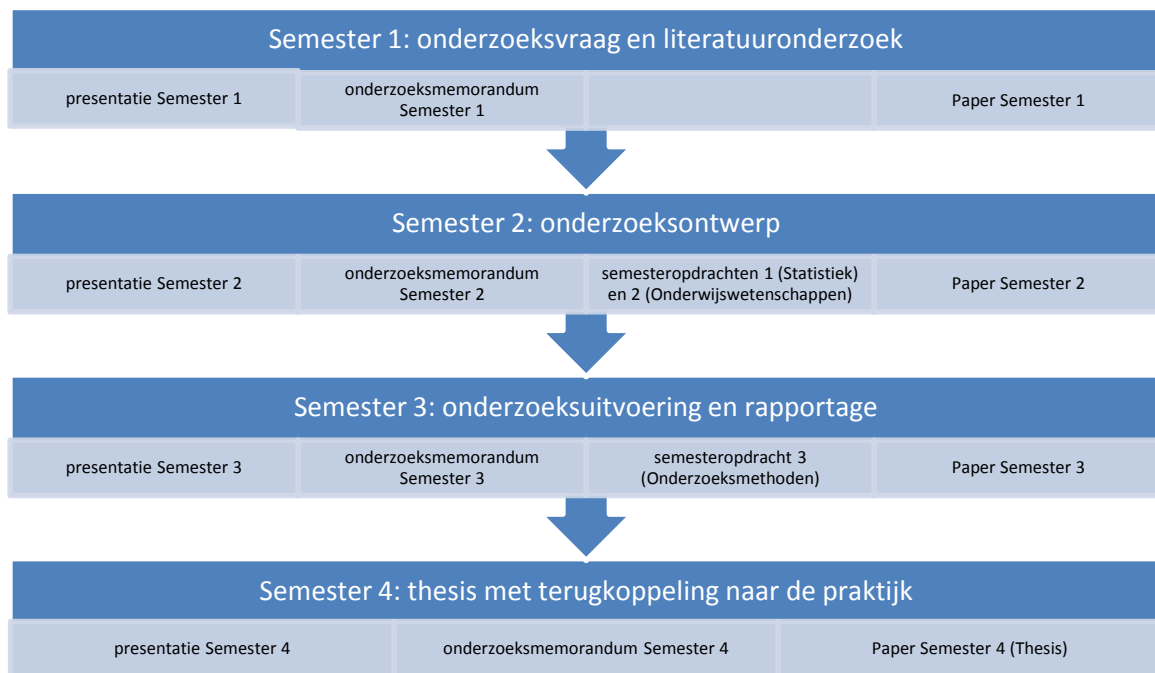 Semester 1: onderzoeksvraag en literatuuronderzoek
presentatie Semester 1
onderzoeksmemorandum
Semester 1
Paper Semester 1
Semester 2: onderzoeksontwerp
presentatie Semester 2
onderzoeksmemorandum
Semester 2
semesteropdrachten 1 (Statistiek)
en 2 (Onderwijswetenschappen)
Paper Semester 2
Semester 3: onderzoeksuitvoering en rapportage
presentatie Semester 3
onderzoeksmemorandum
Semester 3
semesteropdracht 3
(Onderzoeksmethoden)
Paper Semester 3
Semester 4: thesis met terugkoppeling naar de praktijk
presentatie Semester 4
onderzoeksmemorandum Semester 4
Paper Semester 4 (Thesis)